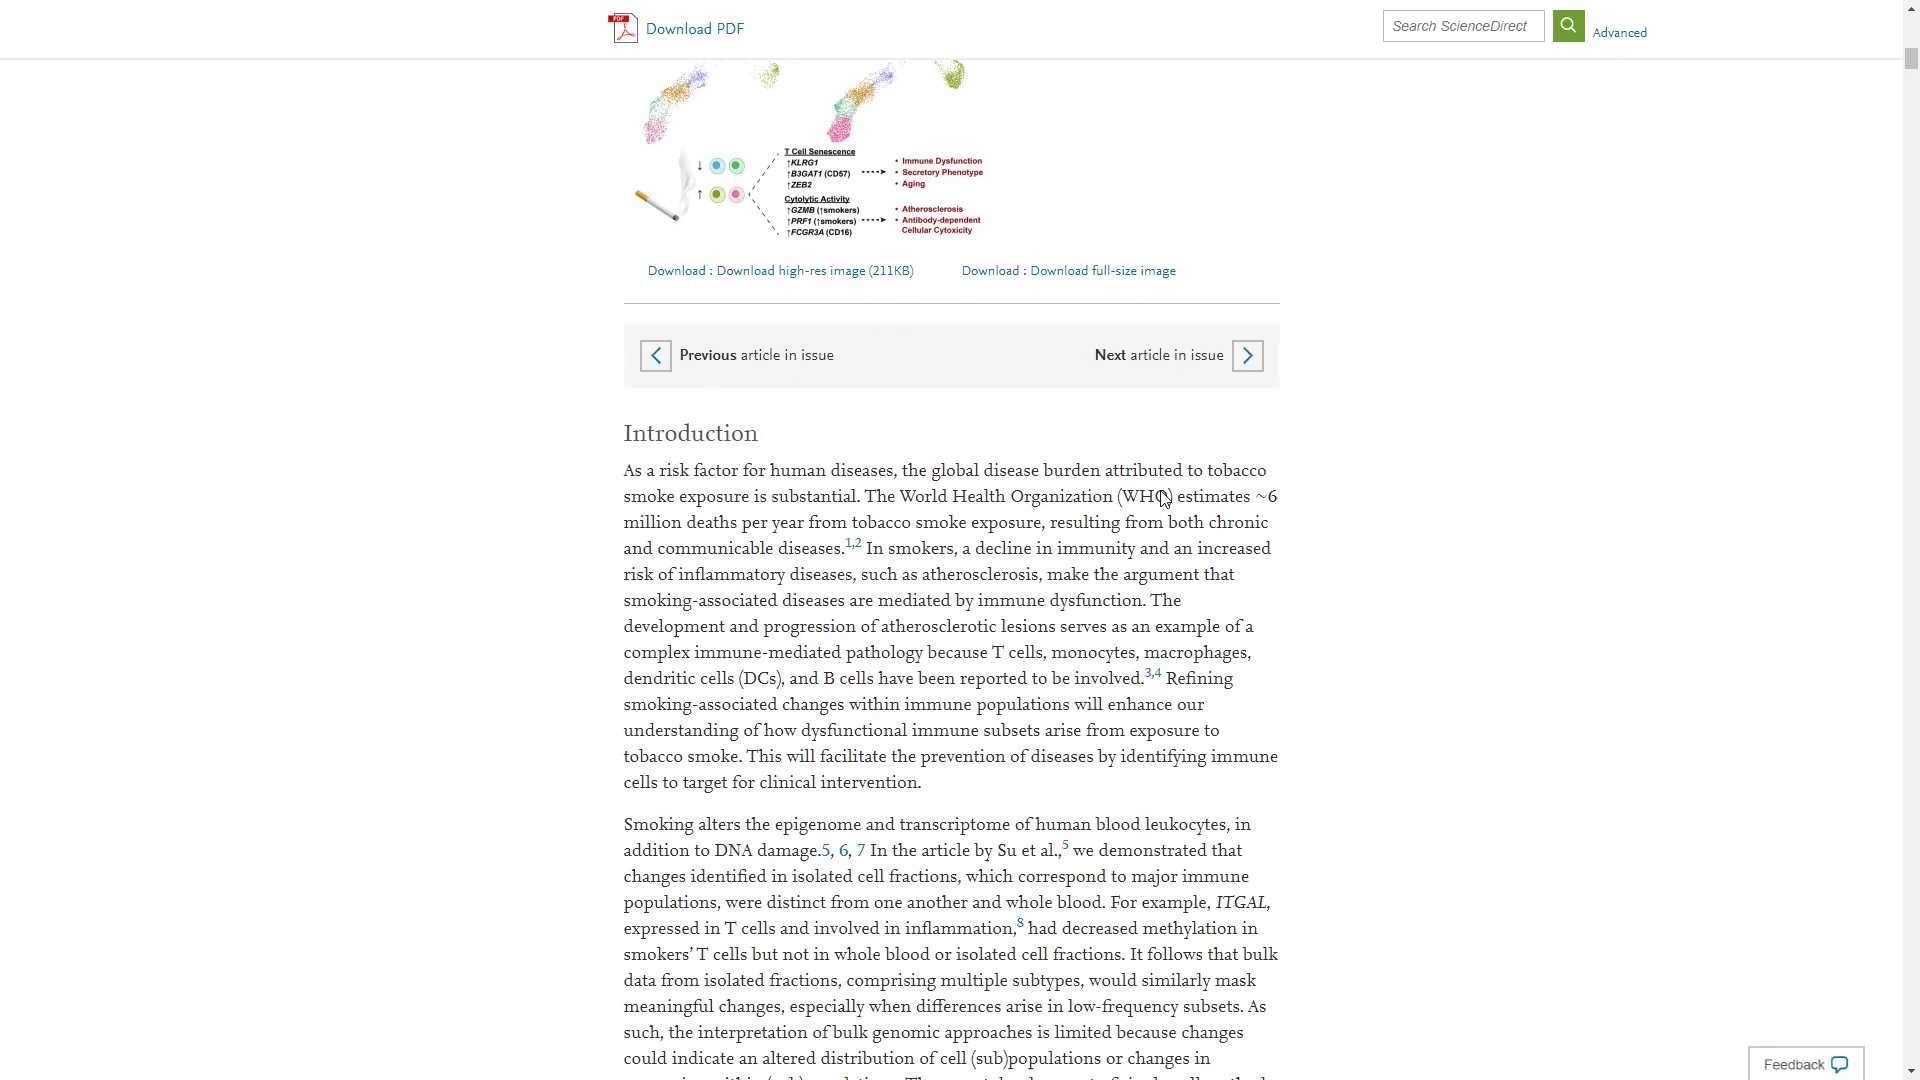 Download PDF
Search ScienceDirect
Advanced
T Cell Senescence
↑KLRG1
↑B3GAT1 (CD57)
↑ZEB2
• Immune Dysfunction
• Secretory Phenotype
• Aging
Cytolytic Activity
↑GZMB (↑smokers)
↑PRF1 (↑smokers)
↑FCGR3A (CD16)
• Atherosclerosis
• Antibody-dependent
Cellular Cytoxicity
Download : Download high-res image (211KB)
Download : Download full-size image
Previous article in issue
Next article in issue
Introduction
As a risk factor for human diseases, the global disease burden attributed to tobacco
smoke exposure is substantial. The World Health Organization (WHO) estimates ~6
million deaths per year from tobacco smoke exposure, resulting from both chronic
and communicable diseases.1,2 In smokers, a decline in immunity and an increased
risk of inflammatory diseases, such as atherosclerosis, make the argument that
smoking-associated diseases are mediated by immune dysfunction. The
development and progression of atherosclerotic lesions serves as an example of a
complex immune-mediated pathology because T cells, monocytes, macrophages,
dendritic cells (DCs), and B cells have been reported to be involved.3,4 Refining
smoking-associated changes within immune populations will enhance our
understanding of how dysfunctional immune subsets arise from exposure to
tobacco smoke. This will facilitate the prevention of diseases by identifying immune
cells to target for clinical intervention.
Smoking alters the epigenome and transcriptome of human blood leukocytes, in
addition to DNA damage.5, 6, 7 In the article by Su et al.,5 we demonstrated that
changes identified in isolated cell fractions, which correspond to major immune
populations, were distinct from one another and whole blood. For example, ITGAL,
expressed in T cells and involved in inflammation,8 had decreased methylation in
smokers' T cells but not in whole blood or isolated cell fractions. It follows that bulk
data from isolated fractions, comprising multiple subtypes, would similarly mask
meaningful changes, especially when differences arise in low-frequency subsets. As
such, the interpretation of bulk genomic approaches is limited because changes
could indicate an altered distribution of cell (sub)populations or changes in
Feedback